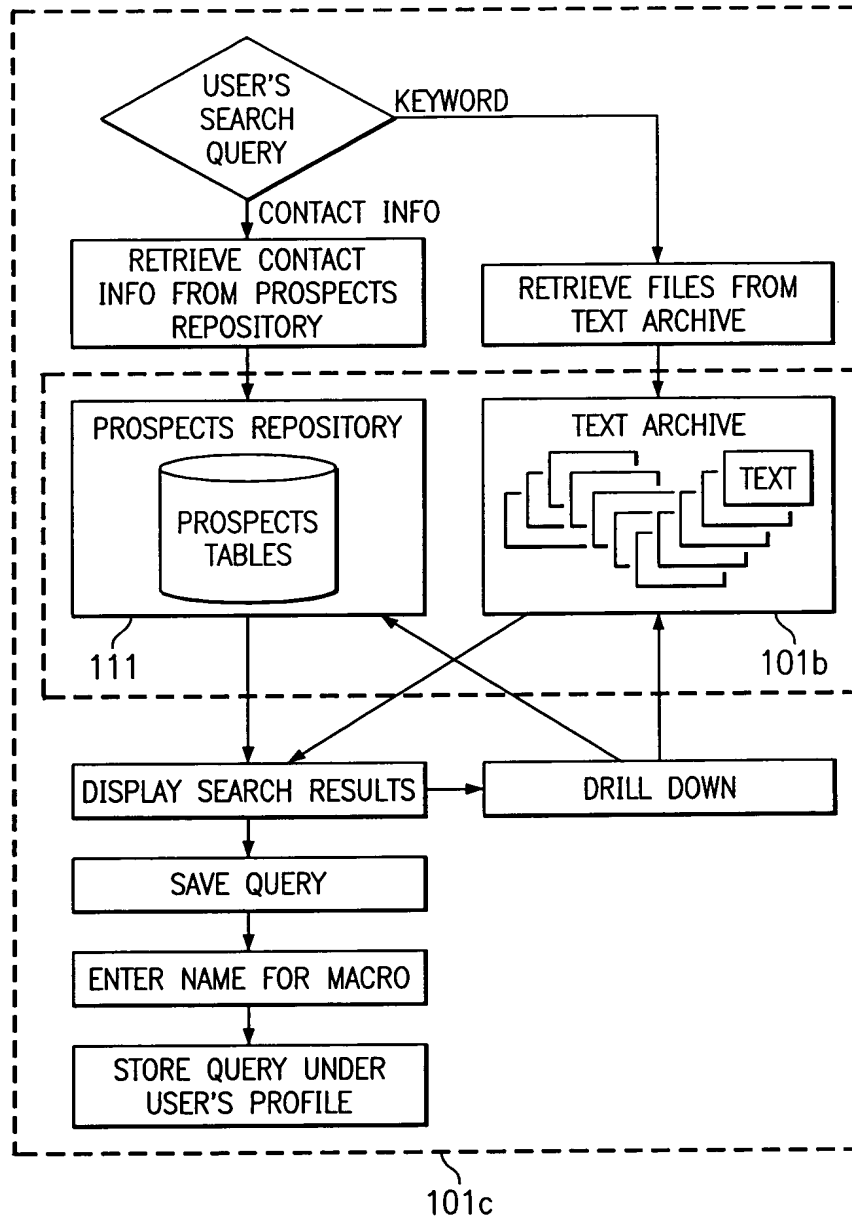 USER'S
SEARCH
QUERY
KEYWORD
CONTACT INFO
RETRIEVE CONTACT
INFO FROM PROSPECTS
REPOSITORY
RETRIEVE FILES FROM
TEXT ARCHIVE
PROSPECTS REPOSITORY
PROSPECTS
TABLES
TEXT ARCHIVE
TEXT
111
101b
DISPLAY SEARCH RESULTS
DRILL DOWN
SAVE QUERY
ENTER NAME FOR MACRO
STORE QUERY UNDER
USER'S PROFILE
101c